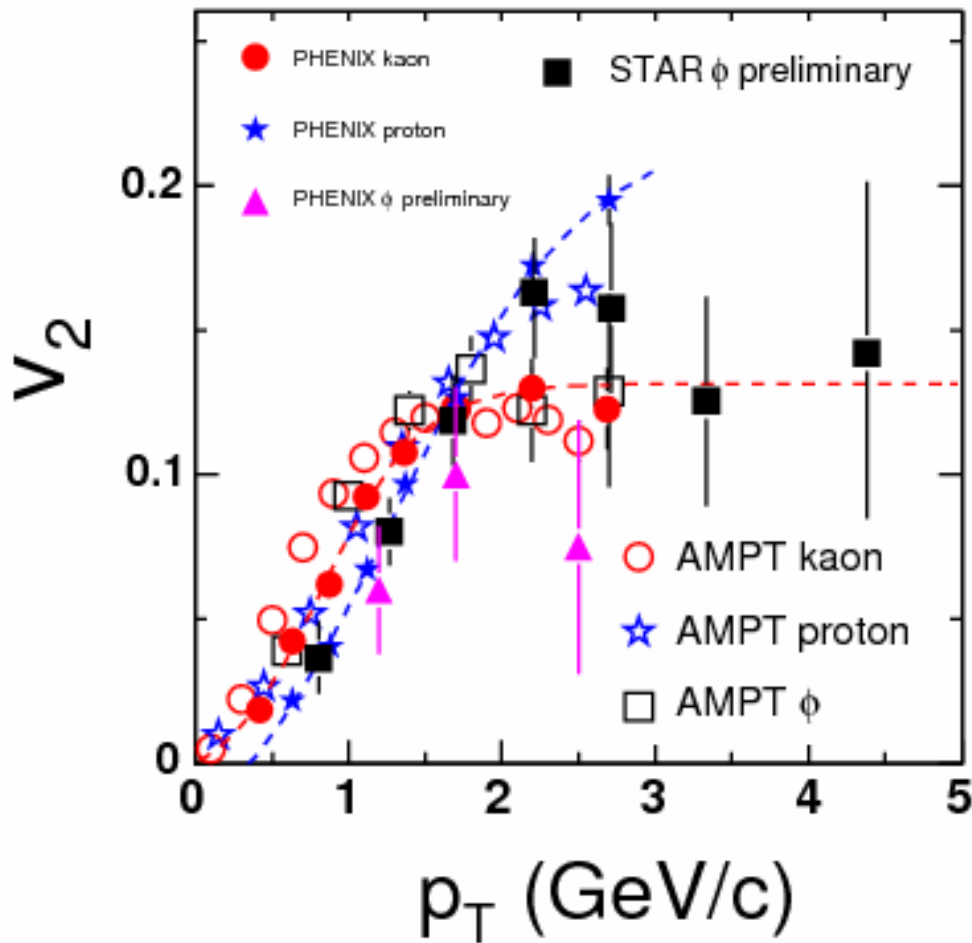 PHENIX kaon
STAR ϕ preliminary
PHENIX proton
PHENIX ϕ preliminary
0.2
0.1
0
v2
AMPT kaon
AMPT proton
AMPT ϕ
0 1 2 3 4 5
pT (GeV/c)